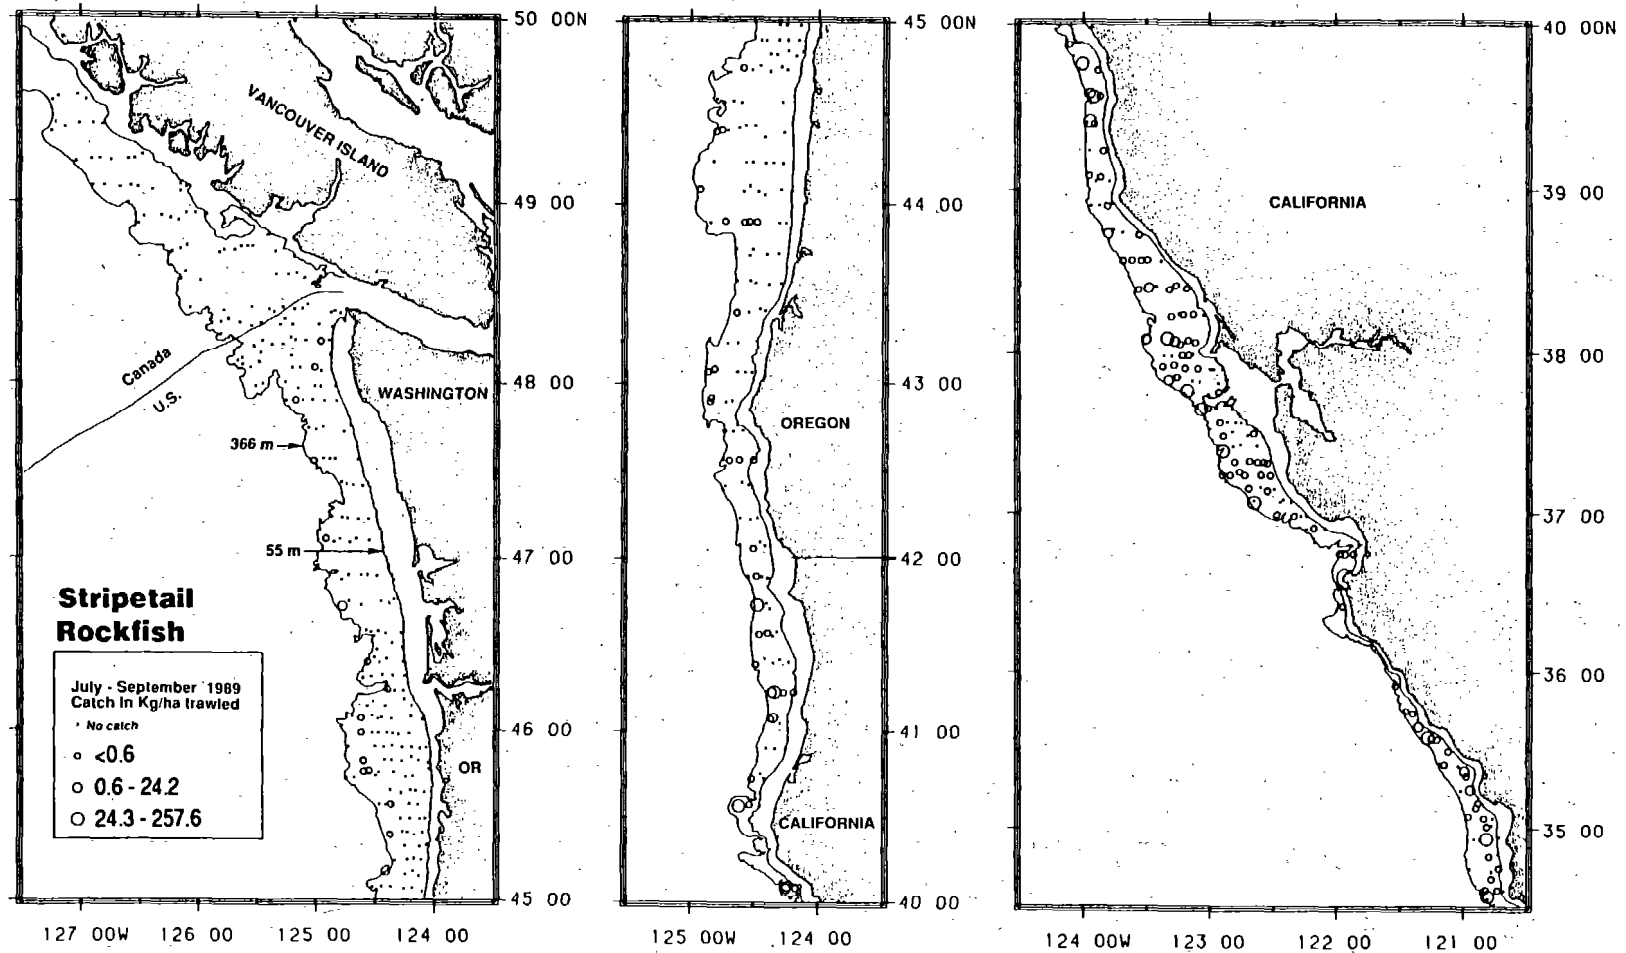 VANCOUVER ISLAND
Canada
U.S.
WASHINGTON
366 m
55 m
OR
Stripetail
Rockfish
July - September 1989
Catch in Kg/ha trawled
No catch
<0.6
0.6 - 24.2
24.3 - 257.6
50 00N
49 00
48 00
47 00
46 00
45 00
127 00W 126 00 125 00 124 00
OREGON
CALIFORNIA
45 00N
44 00
43 00
42 00
41 00
40 00
125 00W 124 00
CALIFORNIA
40 00N
39 00
38 00
37 00
36 00
35 00
124 00W 123 00 122 00 121 00